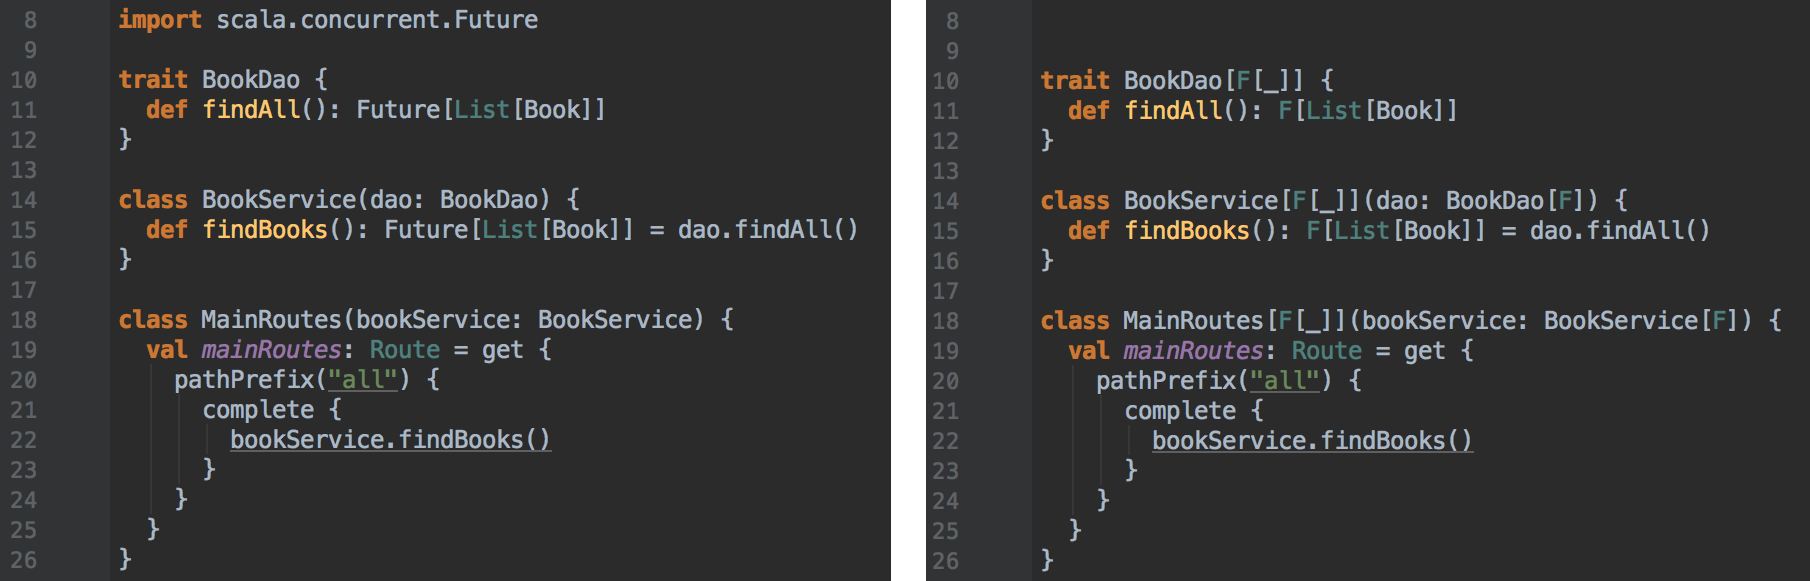 8 import scala.concurrent.Future
9
10 trait BookDao {
11   def findAll(): Future[List[Book]]
12 }
13
14 class BookService(dao: BookDao) {
15   def findBooks(): Future[List[Book]] = dao.findAll()
16 }
17
18 class MainRoutes(bookService: BookService) {
19   val mainRoutes: Route = get {
20     pathPrefix("all") {
21       complete {
22         bookService.findBooks()
23       }
24     }
25   }
26 }
8
9
10 trait BookDao[F[_]] {
11   def findAll(): F[List[Book]]
12 }
13
14 class BookService[F[_]](dao: BookDao[F]) {
15   def findBooks(): F[List[Book]] = dao.findAll()
16 }
17
18 class MainRoutes[F[_]](bookService: BookService[F]) {
19   val mainRoutes: Route = get {
20     pathPrefix("all") {
21       complete {
22         bookService.findBooks()
23       }
24     }
25   }
26 }